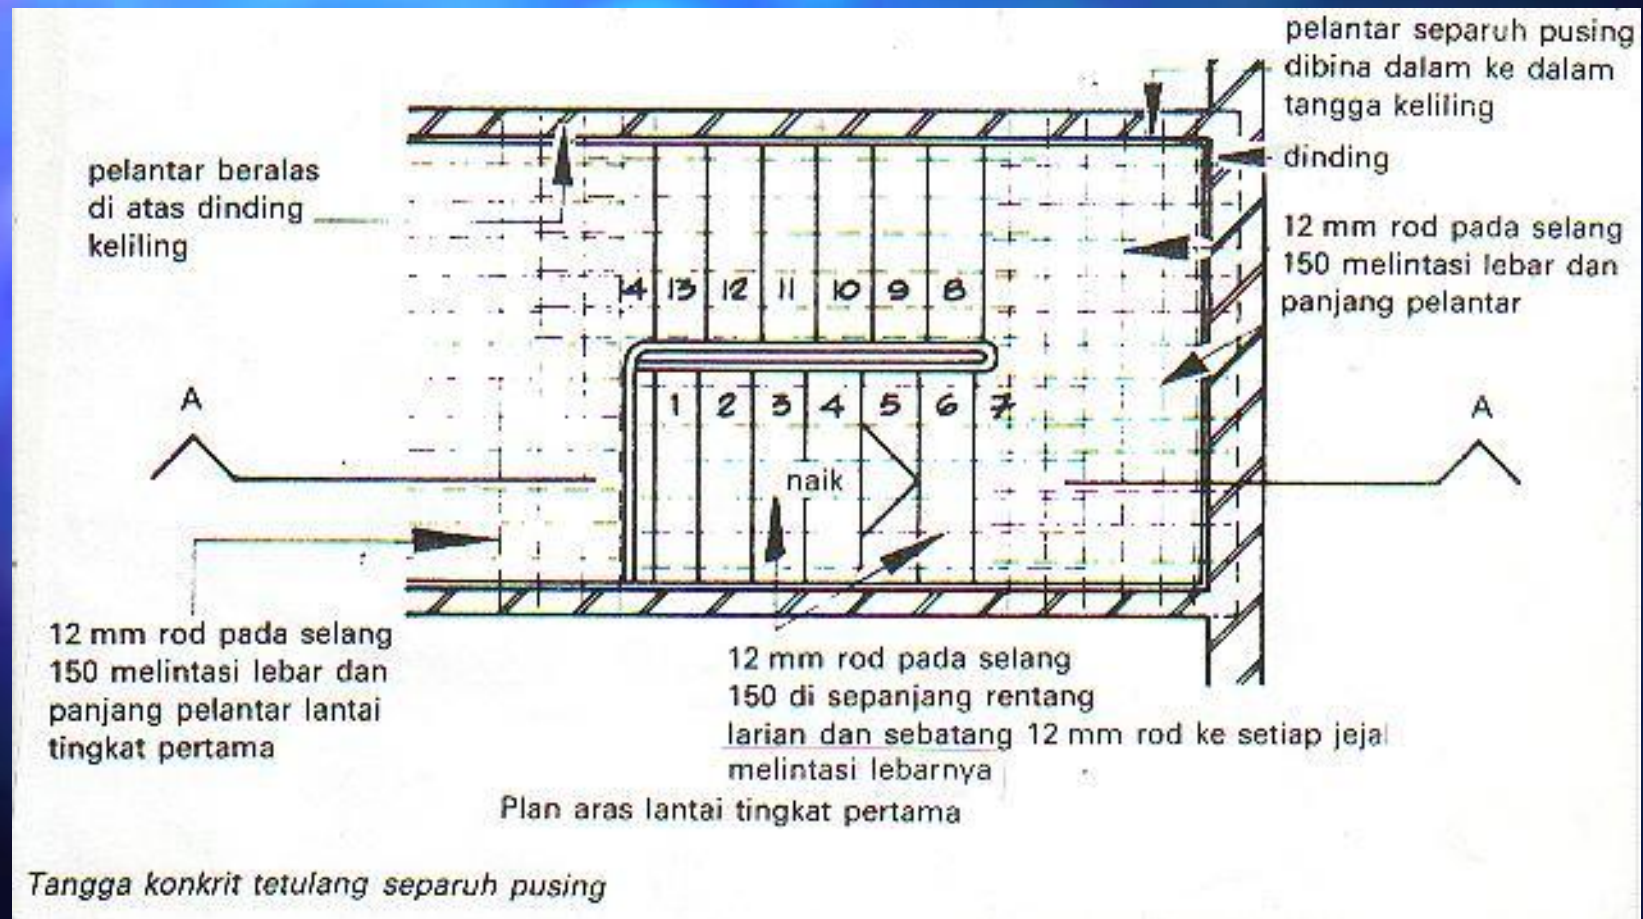 pelantar separuh pusing
dibina dalam ke dalam
tangga keliling
dinding
pelantar beralas
di atas dinding
keliling
12 mm rod pada selang
150 melintasi lebar dan
panjang pelantar
14 13 12 11 10 9 8
1 2 3 4 5 6 7
A
A
naik
12 mm rod pada selang
150 melintasi lebar dan
panjang pelantar lantai
tingkat pertama
12 mm rod pada selang
150 di sepanjang rentang
larian dan sebatang 12 mm rod ke setiap
melintasi lebarnya
Plan aras lantai tingkat pertama
Tangga konkrit tetulang separuh pusing